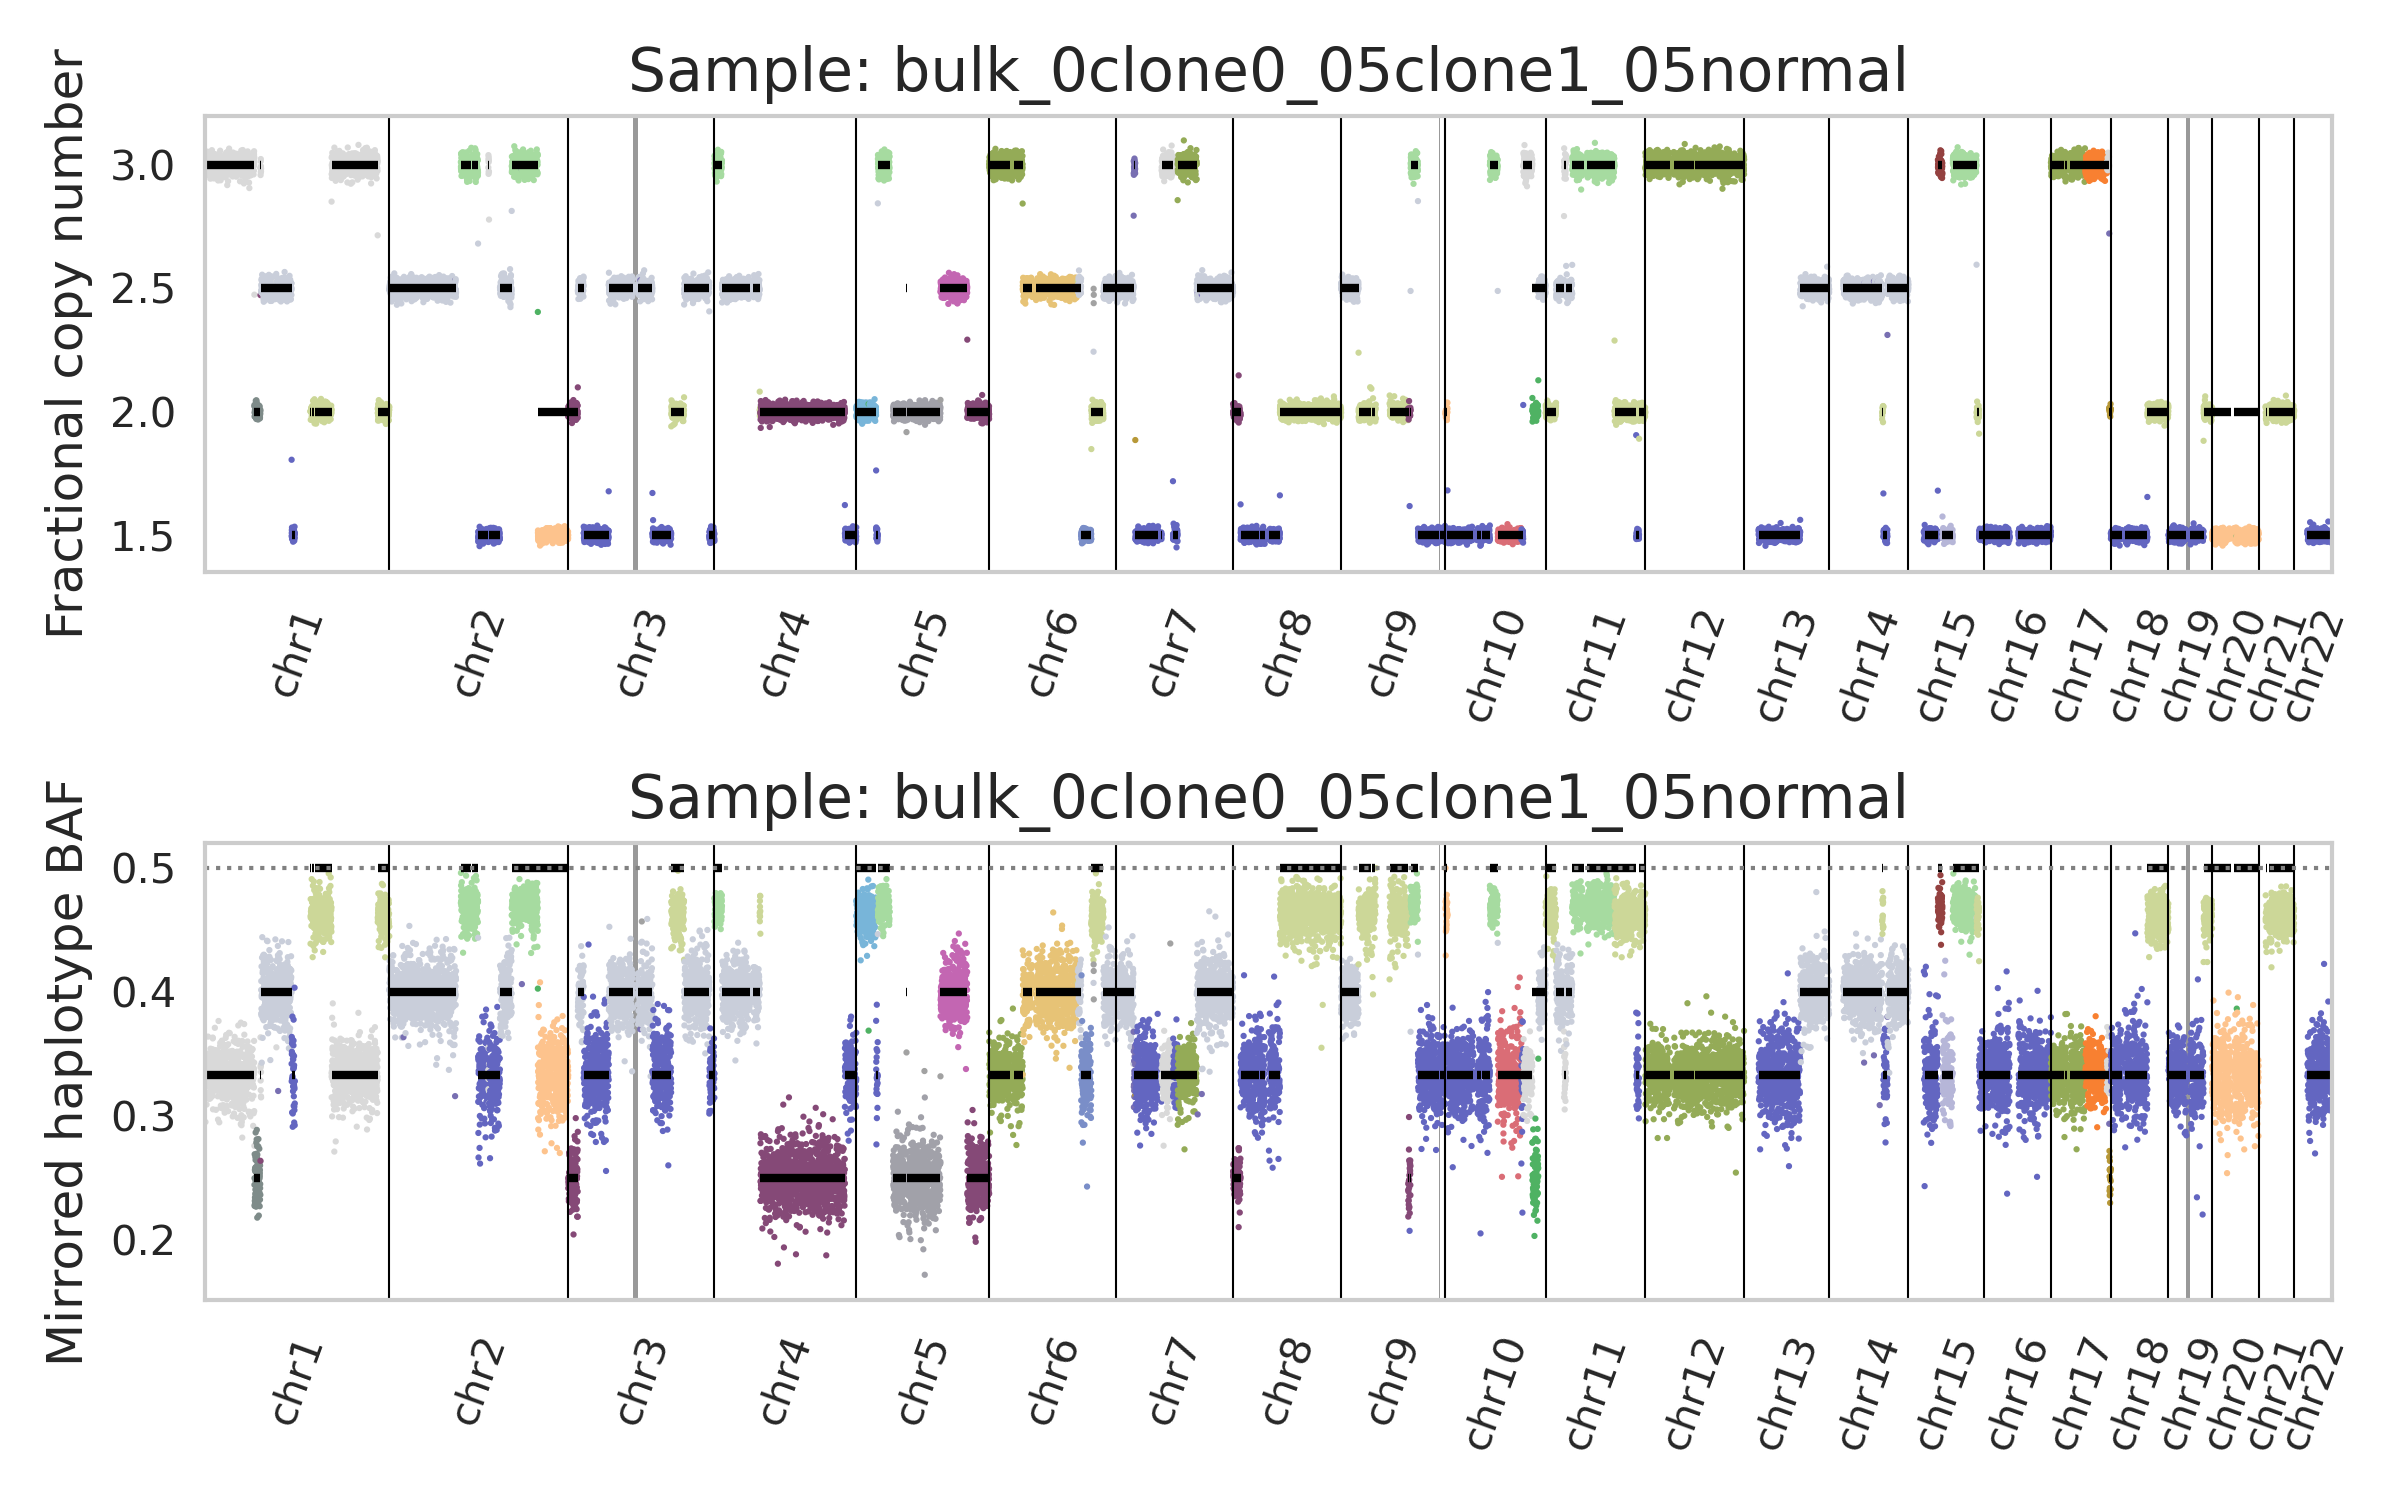 Sample: bulk_0clone0_05clone1_05normal
Fractional copy number
3.0
2.5
2.0
1.5
chr1
chr2
chr3
chr4
chr5
chr6
chr7
chr8
chr9
chr10
chr11
chr12
chr13
chr14
chr15
chr16
chr17
chr18
chr19
chr20
chr21
chr22
Sample: bulk_0clone0_05clone1_05normal
Mirrored haplotype BAF
0.5
0.4
0.3
0.2
chr1
chr2
chr3
chr4
chr5
chr6
chr7
chr8
chr9
chr10
chr11
chr12
chr13
chr14
chr15
chr16
chr17
chr18
chr19
chr20
chr21
chr22